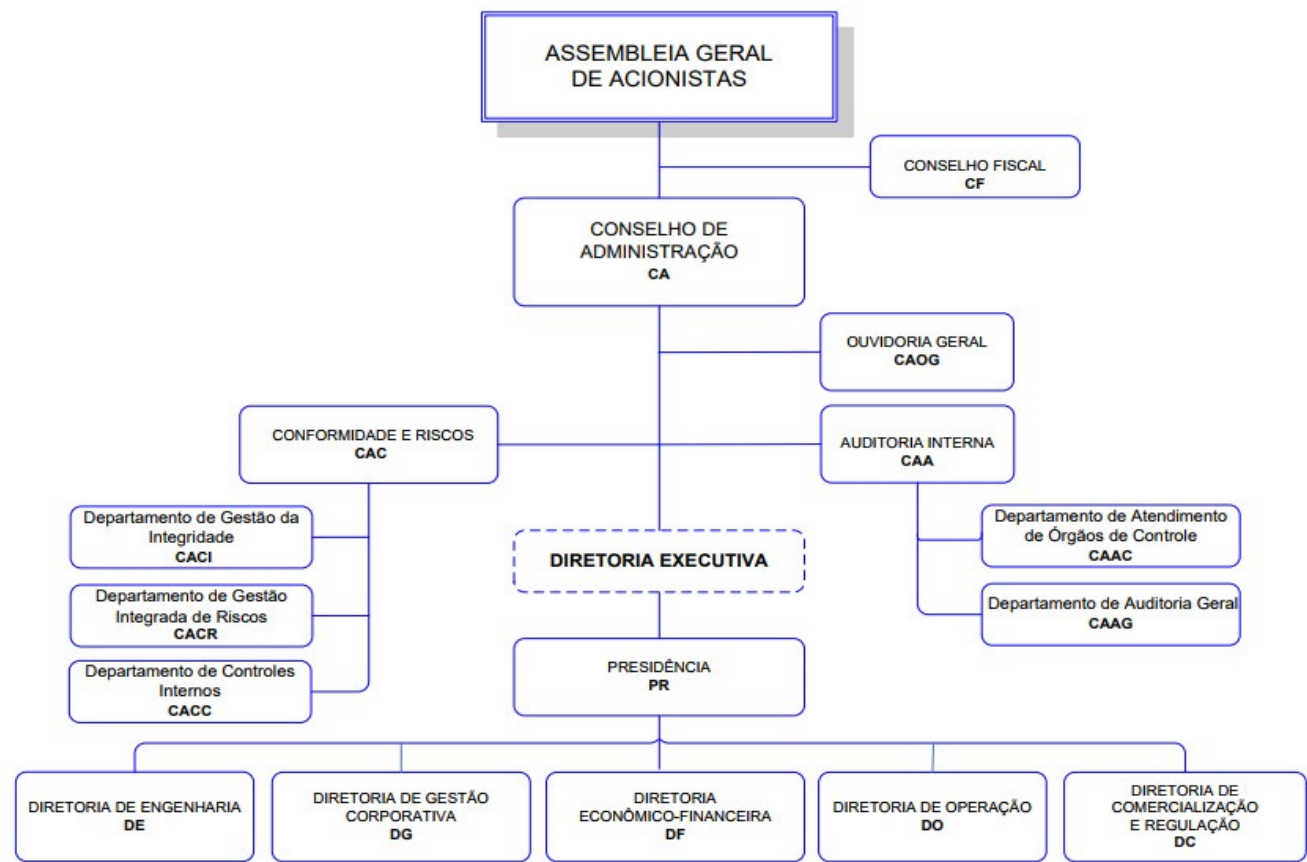 ASSEMBLEIA GERAL
DE ACIONISTAS
CONSELHO FISCAL
CF
CONSELHO DE
ADMINISTRAÇÃO
CA
OUVIDORIA GERAL
CAOG
CONFORMIDADE E RISCOS
CAC
AUDITORIA INTERNA
CAA
Departamento de Gestão da
Integridade
CACI
Departamento de Gestão
Integrada de Riscos
CACR
Departamento de Controles
Internos
CACC
Departamento de Atendimento
de Órgãos de Controle
CAAC
Departamento de Auditoria Geral
CAAG
DIRETORIA EXECUTIVA
PRESIDÊNCIA
PR
DIRETORIA DE ENGENHARIA
DE
DIRETORIA DE GESTÃO
CORPORATIVA
DG
DIRETORIA
ECONÔMICO-FINANCEIRA
DF
DIRETORIA DE OPERAÇÃO
DO
DIRETORIA DE
COMERCIALIZAÇÃO
E REGULAÇÃO
DC